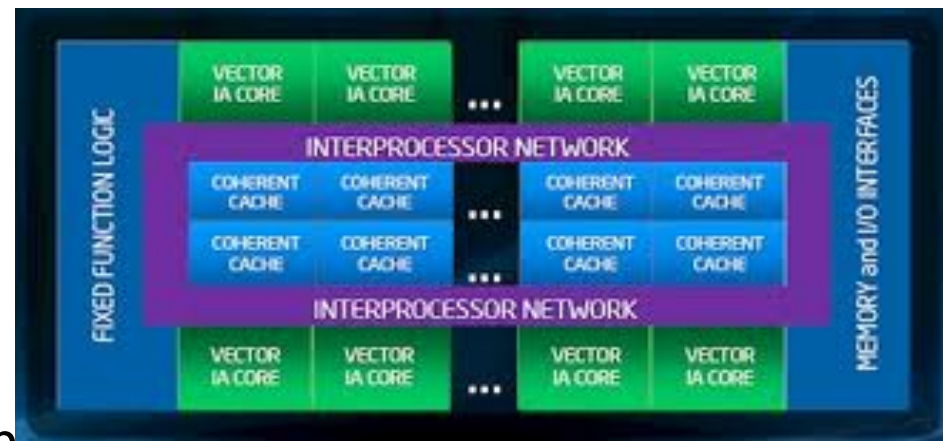 FIXED FUNCTION LOGIC
VECTOR IA CORE
VECTOR IA CORE
...
VECTOR IA CORE
VECTOR IA CORE
INTERPROCESSOR NETWORK
COHERENT CACHE
COHERENT CACHE
...
COHERENT CACHE
COHERENT CACHE
COHERENT CACHE
COHERENT CACHE
...
COHERENT CACHE
COHERENT CACHE
INTERPROCESSOR NETWORK
VECTOR IA CORE
VECTOR IA CORE
...
VECTOR IA CORE
VECTOR IA CORE
MEMORY and I/O INTERFACES